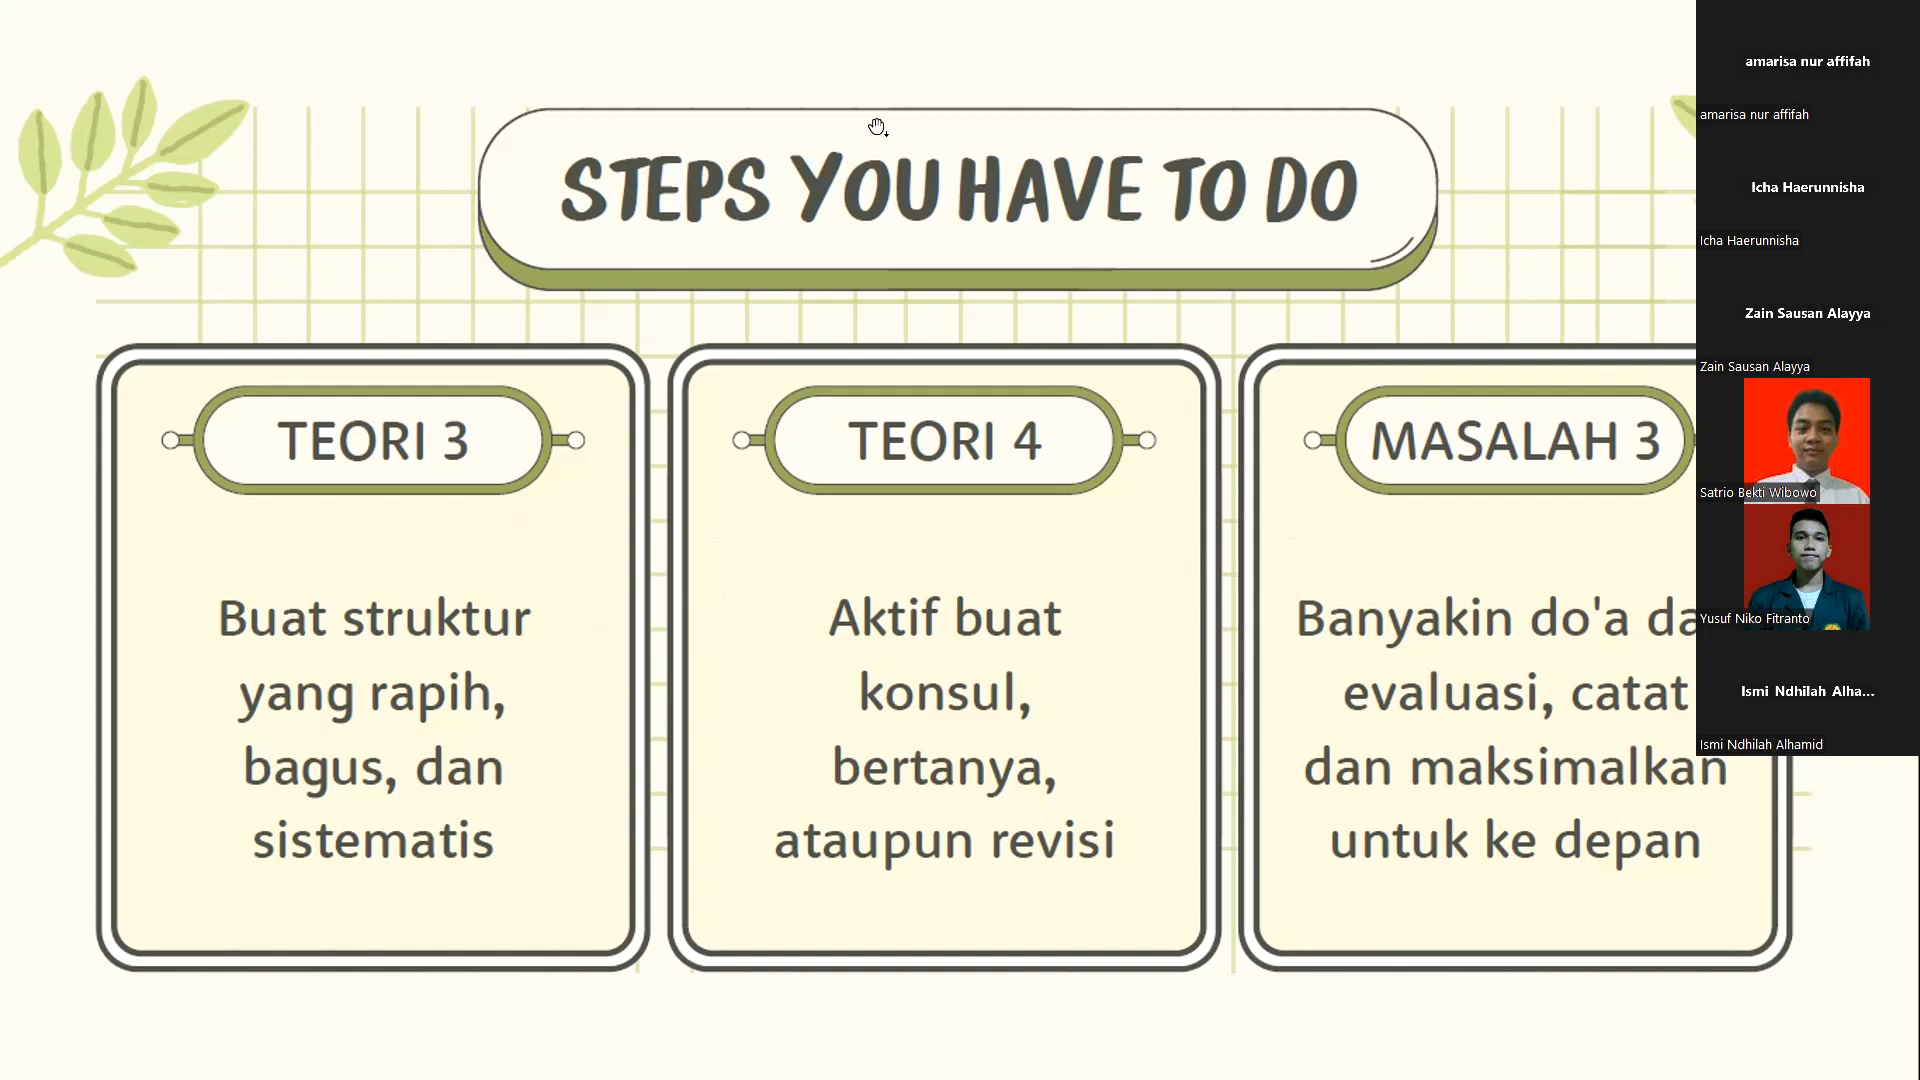 STEPS YOU HAVE TO DO
TEORI 3
Buat struktur
yang rapih,
bagus, dan
sistematis
TEORI 4
Aktif buat
konsul,
bertanya,
ataupun revisi
MASALAH 3
Banyakin do'a
evaluasi, catat
dan maksimalkan
untuk ke depan
amarisa nur affifah
amarisa nur affifah
Icha Haerunnisha
Icha Haerunnisha
Zain Sausan Alayya
Zain Sausan Alayya
Satrio Bekti Wibowo
Yusuf Niko Fitranto
Ismi Ndhilah Alha...
Ismi Ndhilah Alhamid